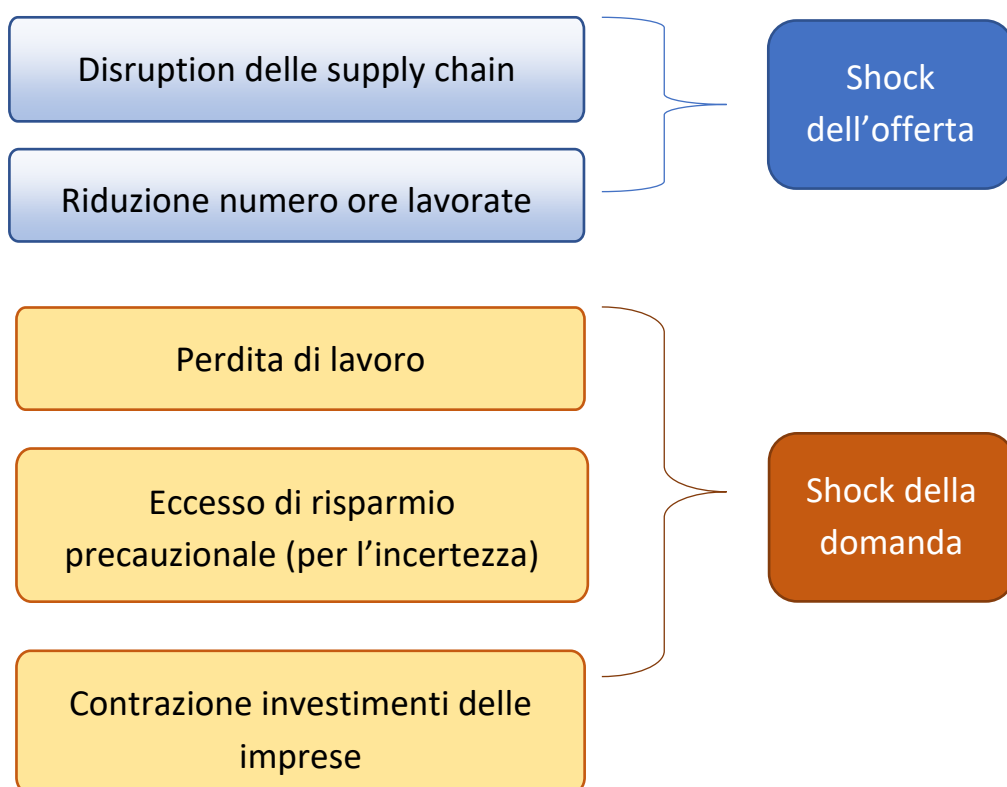 Disruption delle supply chain
Riduzione numero ore lavorate
Shock
dell’offerta
Perdita di lavoro
Eccesso di risparmio
precauzionale (per l’incertezza)
Contrazione investimenti delle
imprese
Shock della
domanda